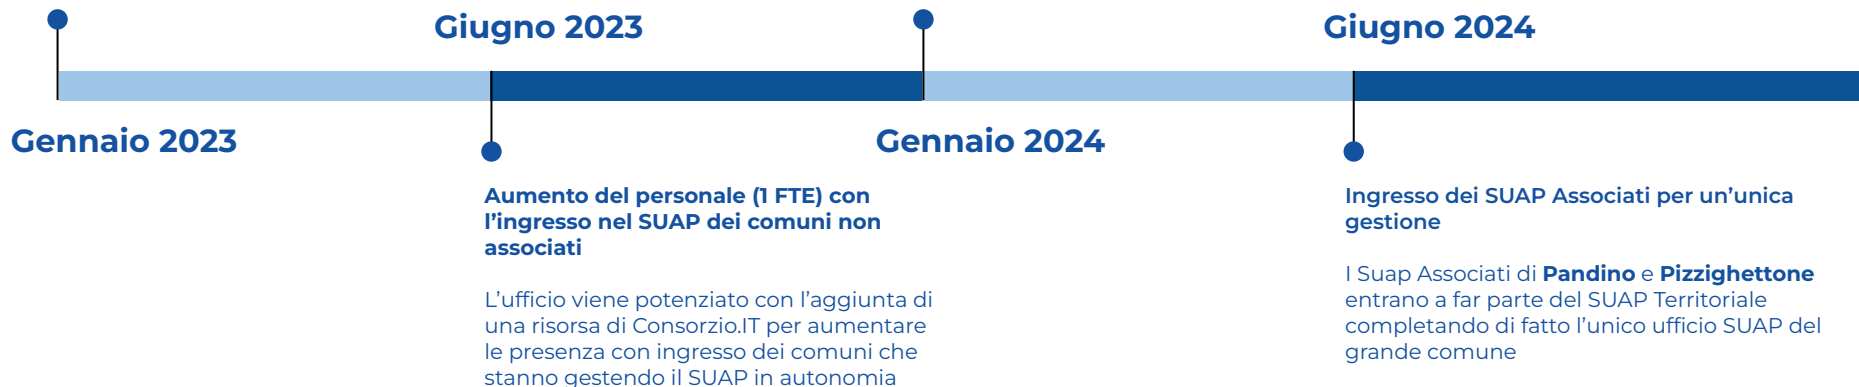 Giugno 2023
Giugno 2024
Gennaio 2023
Gennaio 2024
Aumento del personale (1 FTE) con
l’ingresso nel SUAP dei comuni non
associati
L’ufficio viene potenziato con l’aggiunta di
una risorsa di Consorzio.IT per aumentare
le presenza con ingresso dei comuni che
stanno gestendo il SUAP in autonomia
Ingresso dei SUAP Associati per un’unica
gestione
I Suap Associati di Pandino e Pizzighettone
entrano a far parte del SUAP Territoriale
completando di fatto l’unico ufficio SUAP del
grande comune